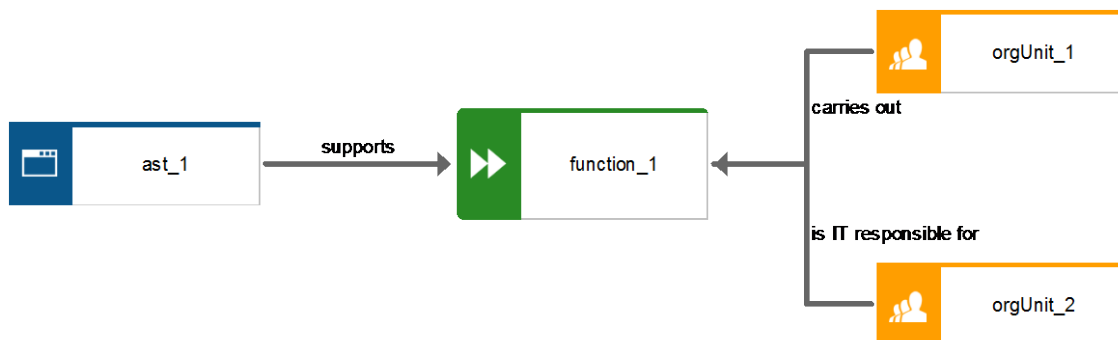 orgUnit_1
carries out
ast_1
supports
function_1
is IT responsible for
orgUnit_2